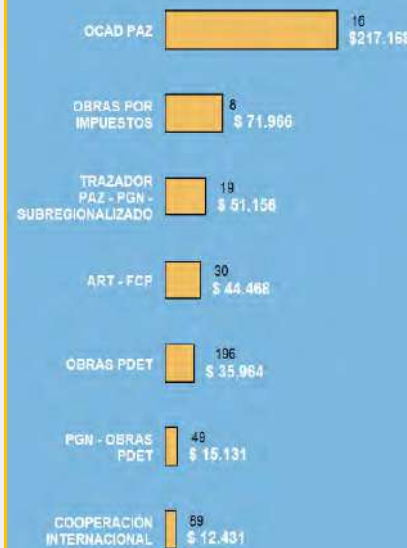 OCAD PAZ
16
$217.168
OBRAS POR
IMPUESTOS
8
$ 71.966
TRAZADOR
PAZ - PGN -
SUBREGIONALIZADO
19
$ 51.156
ART - FCP
30
$ 44.468
OBRAS PDET
196
$ 35.964
PGN - OBRAS
PDET
49
$ 15.131
COOPERACIÓN
INTERNACIONAL
69
$ 12.431